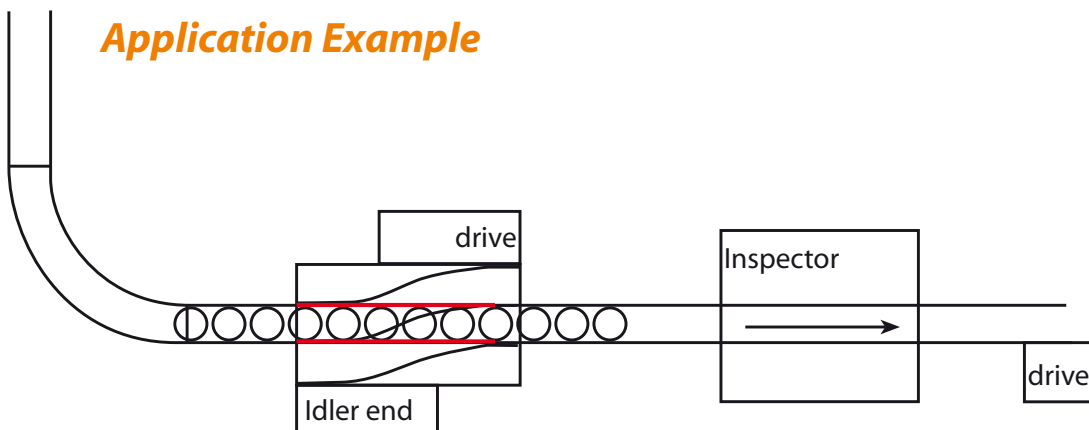 Application Example
drive
Inspector
drive
Idler end